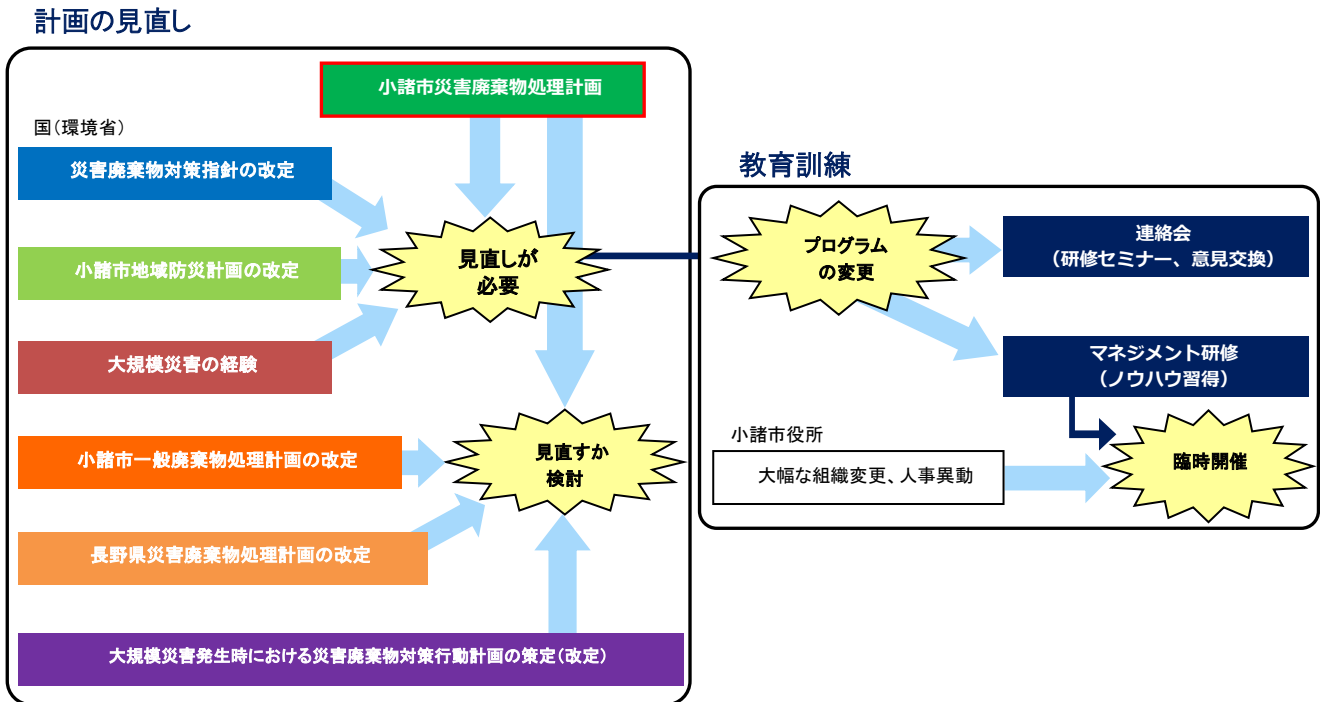 計画の見直し
小諸市災害廃棄物処理計画
国（環境省）
災害廃棄物対策指針の改定
小諸市地域防災計画の改定
大規模災害の経験
見直しが
必要
小諸市一般廃棄物処理計画の改定
長野県災害廃棄物処理計画の改定
見直すか
検討
大規模災害発生時における災害廃棄物対策行動計画の策定（改定）
教育訓練
プログラム
の変更
連絡会
（研修セミナー、意見交換）
マネジメント研修
（ノウハウ習得）
小諸市役所
大幅な組織変更、人事異動
臨時開催